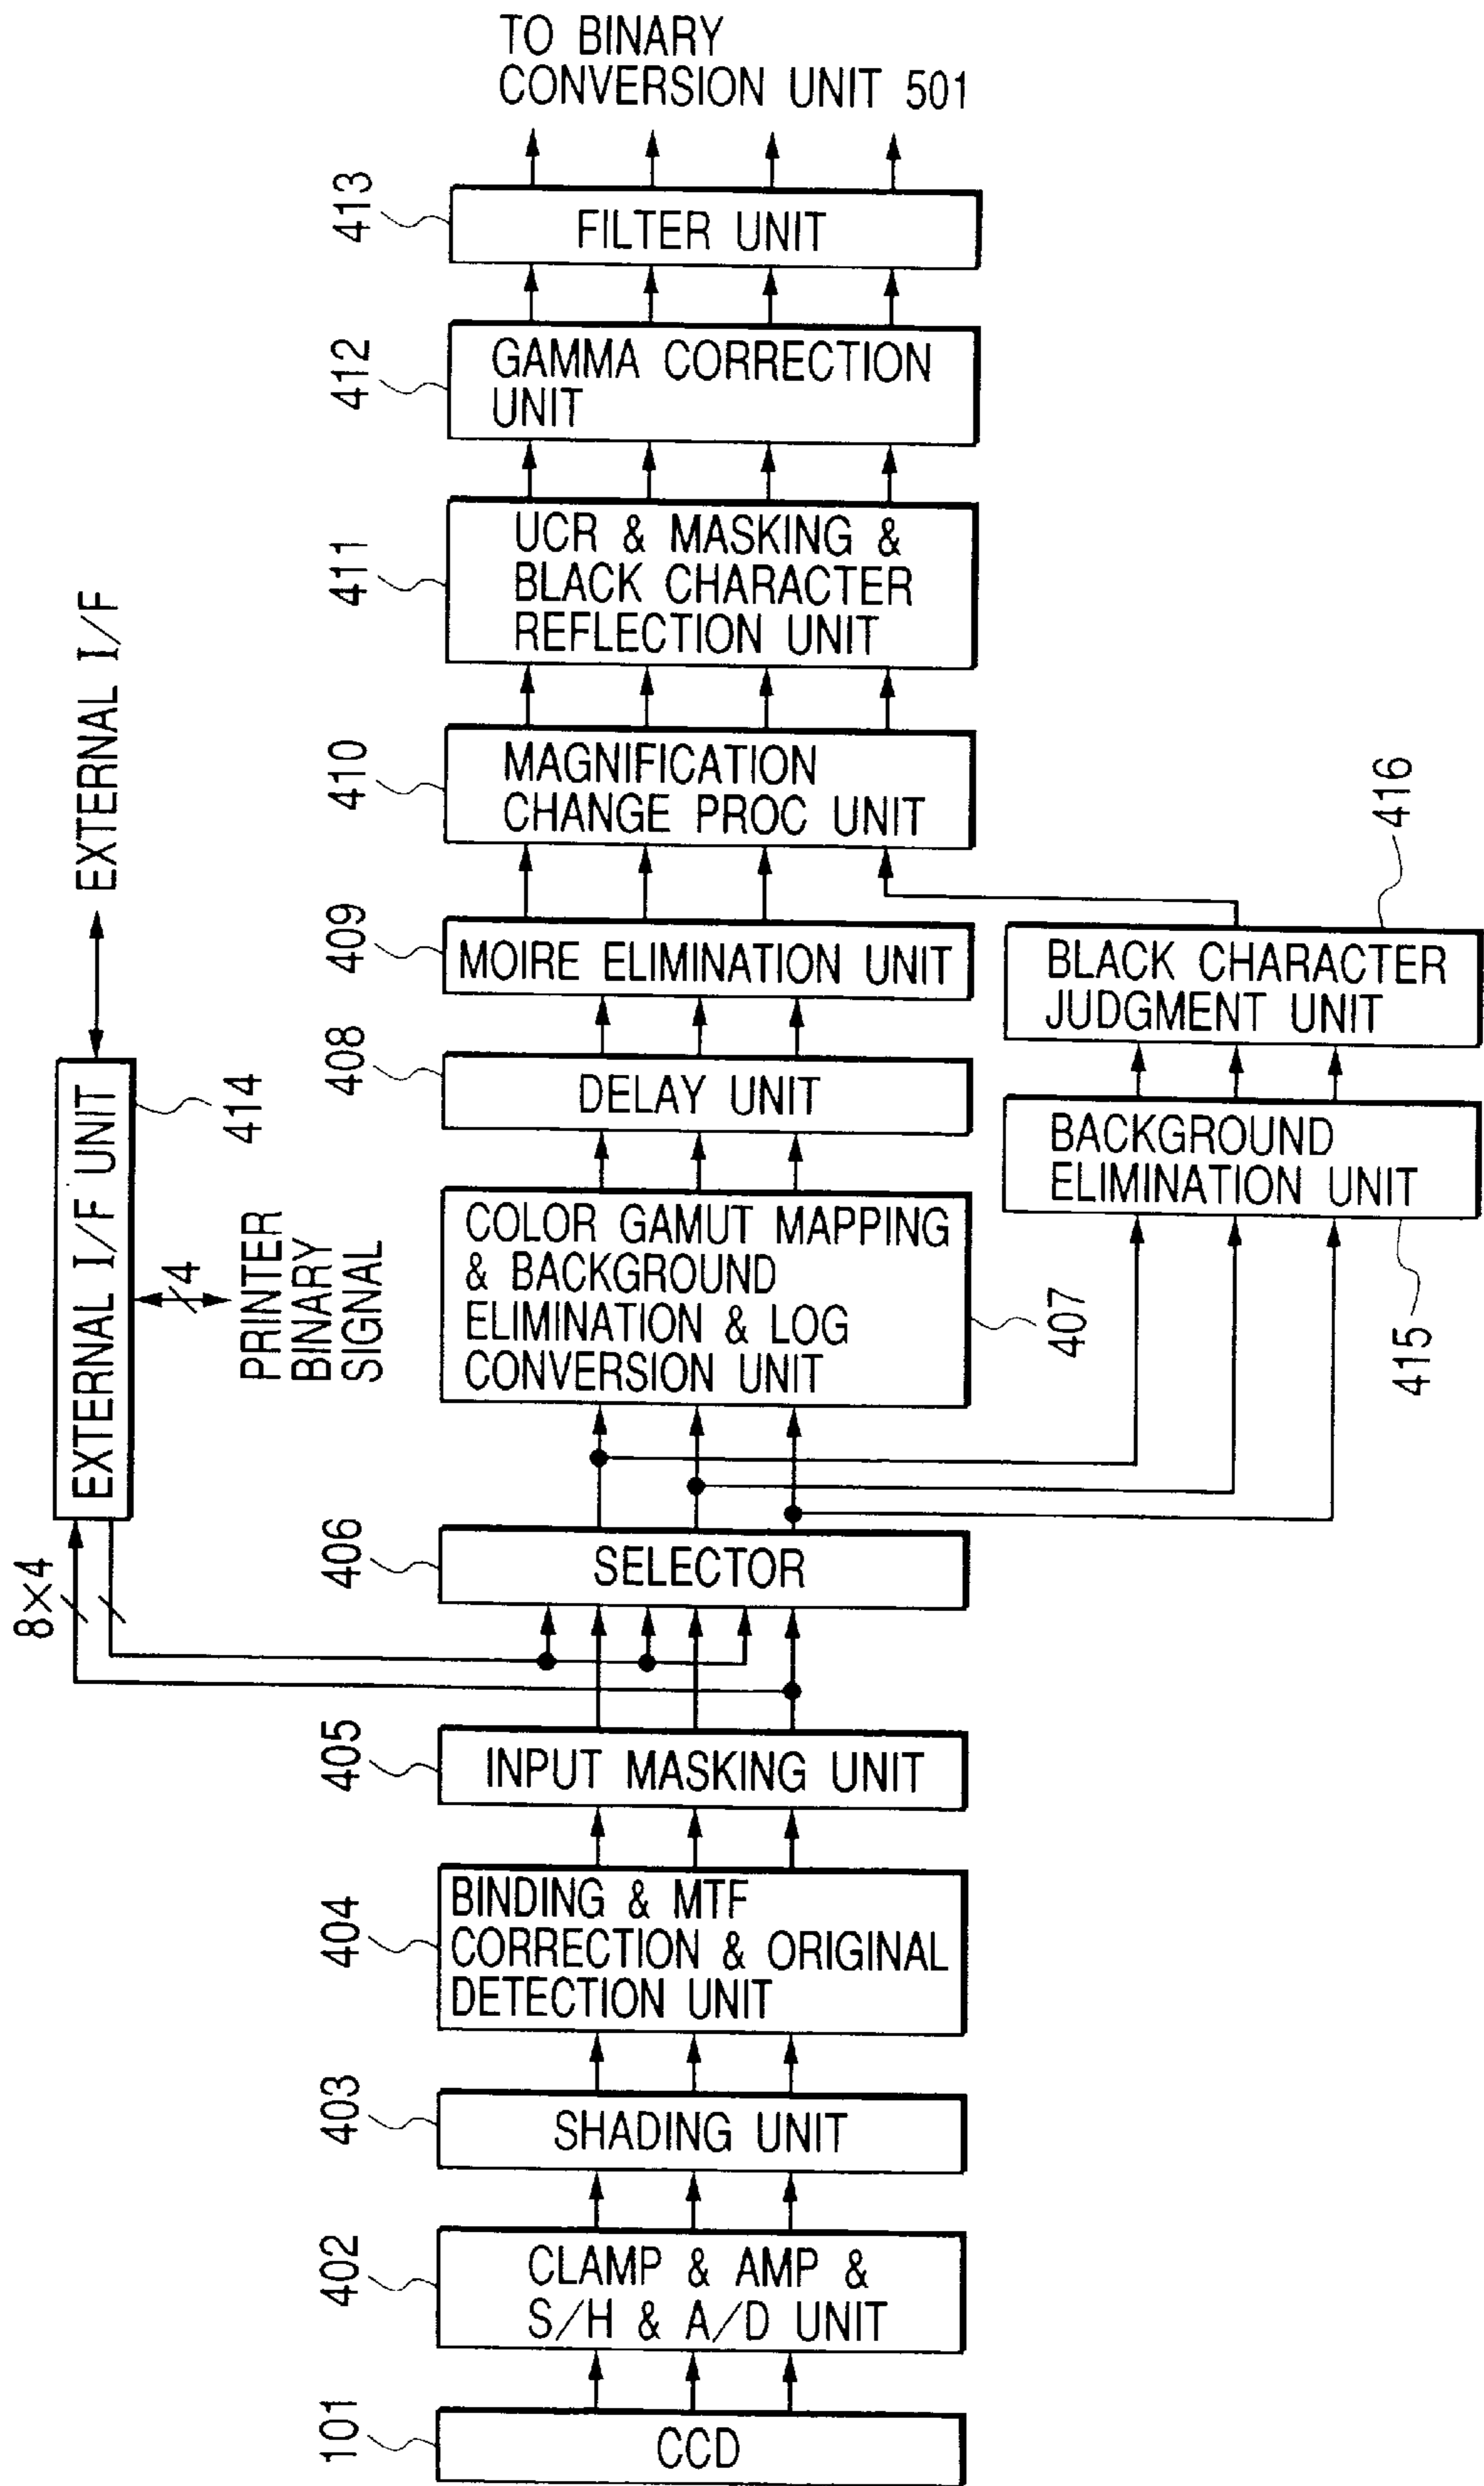 101
CCD
402
CLAMP & AMP &
S/H & A/D UNIT
403
SHADING UNIT
404
BINDING & MTF
CORRECTION & ORIGINAL
DETECTION UNIT
405
INPUT MASKING UNIT
8×4
406
SELECTOR
EXTERNAL I/F UNIT
414
EXTERNAL I/F
4
PRINTER
BINARY
SIGNAL
COLOR GAMUT MAPPING
& BACKGROUND
ELIMINATION & LOG
CONVERSION UNIT
407
408
DELAY UNIT
409
MOIRE ELIMINATION UNIT
BACKGROUND
ELIMINATION UNIT
415
BLACK CHARACTER
JUDGMENT UNIT
416
410
MAGNIFICATION
CHANGE PROC UNIT
411
UCR & MASKING &
BLACK CHARACTER
REFLECTION UNIT
412
GAMMA CORRECTION
UNIT
413
FILTER UNIT
TO BINARY
CONVERSION UNIT 501